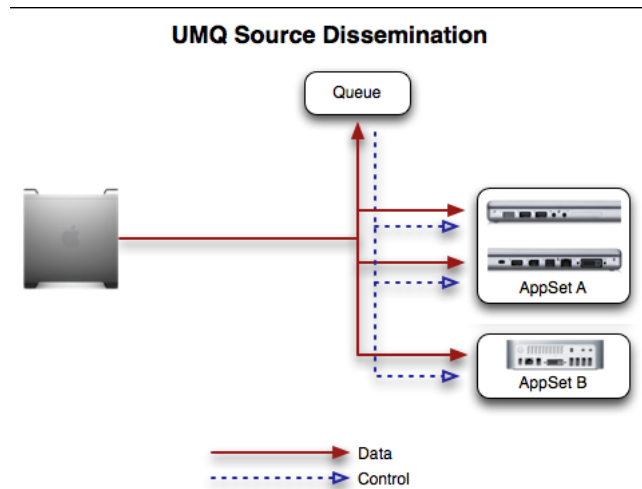 UMQ Source Dissemination
Queue
AppSet A
AppSet B
Data
Control